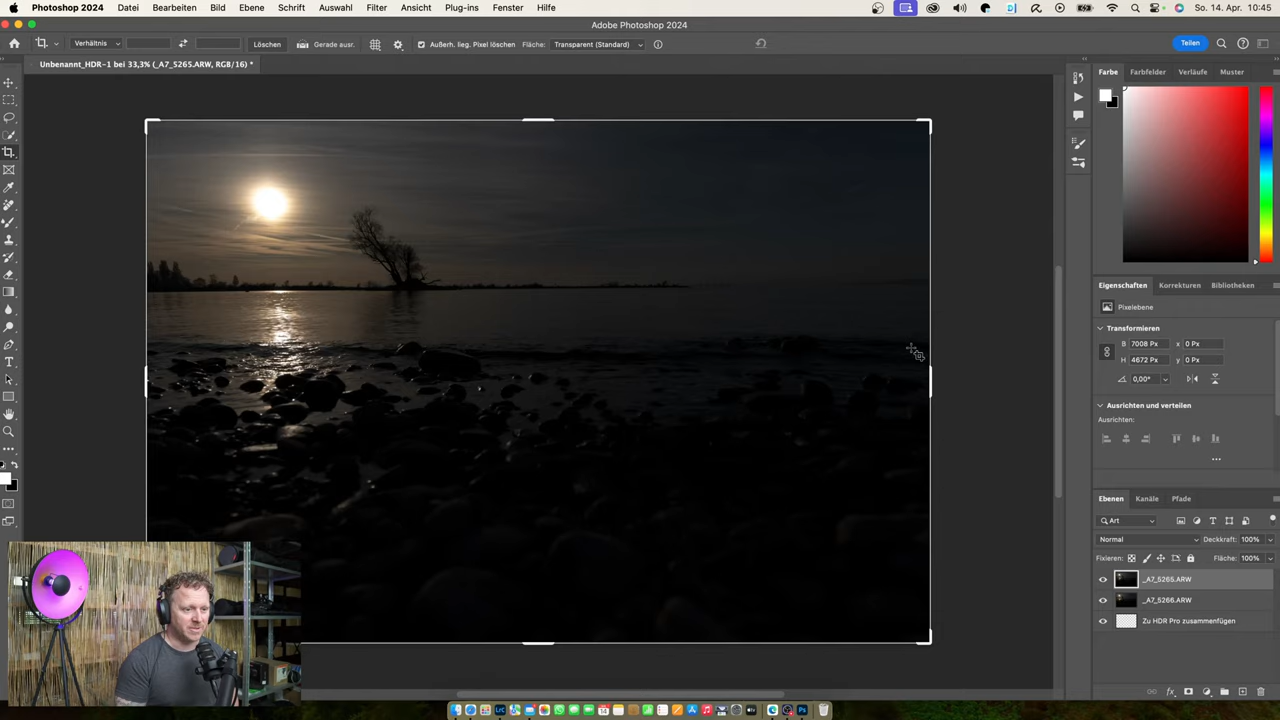 Photoshop 2024 Datei Bearbeiten Bild Ebene Schrift Auswahl Filter Ansicht Plug-ins Fenster Hilfe So. 14. Apr. 10:45
Adobe Photoshop 2024
Verhältnis Löschen Gerade ausr. Außerh. lieg. Pixel löschen Fläche: Transparent (Standard) Teilen
Unbenannt_HDR-1 bei 33,3% (_A7_5265.ARW, RGB/16) *
Farbe Farbfelder Verläufe Muster
Eigenschaften Korrekturen Bibliotheken
Pixelebene
Transformieren
B 7008 Px x 0 Px
H 4672 Px y 0 Px
0,00°
Ausrichten und verteilen
Ausrichten:
Ebenen Kanäle Pfade
Art
Normal Deckkraft: 100%
Fixieren: Fläche: 100%
_A7_5265.ARW
_A7_5266.ARW
Zu HDR Pro zusammenfügen
fx